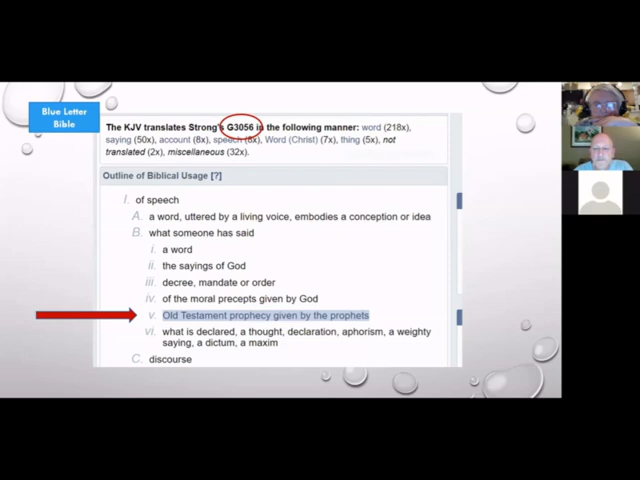 Blue Letter
Bible
The KJV translates Strong's G3056 in the following manner: word (218x),
saying (50x), account (8x), speech (8x), Word (Christ) (7x), thing (5x), not
translated (2x), miscellaneous (32x).
Outline of Biblical Usage [?]
I. of speech
A. a word, uttered by a living voice, embodies a conception or idea
B. what someone has said
i. a word
ii. the sayings of God
iii. decree, mandate or order
iv. of the moral precepts given by God
v. Old Testament prophecy given by the prophets
vi. what is declared, a thought, declaration, aphorism, a weighty
saying, a dictum, a maxim
C. discourse